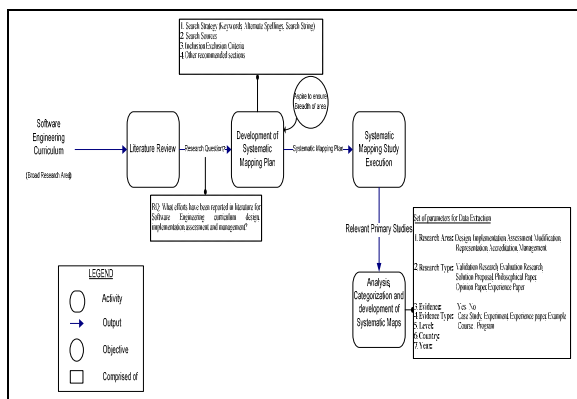 1. Search Strategy (Keywords, Alternate Spellings, Search String)
2. Search Sources
3. Inclusion/Exclusion Criteria
4. Other recommended sections
Aspire to ensure
Breadth of area
Software
Engineering
Curriculum
(Broad Research Area)
Literature Review
Research Question/s
Development of
Systematic
Mapping Plan
Systematic Mapping Plan
Systematic
Mapping Study
Execution
RQ: What efforts have been reported in literature for
Software Engineering curriculum design,
implementation assessment and management?
Relevant Primary Studies
Analysis,
Categorization and
development of
Systematic Maps
Set of parameters for Data Extraction
1. Research Area: Design, Implementation, Assessment, Modification,
Representation, Accreditation, Management
2. Research Type: Validation Research, Evaluation Research,
Solution Proposal, Philosophical Paper,
Opinion Paper, Experience Paper
3. Evidence: Yes No
4. Evidence Type: Case Study, Experiment, Experience paper, Example
5. Level: Course Program
6. Country:
7. Year:
LEGEND
Activity
Output
Objective
Comprised of